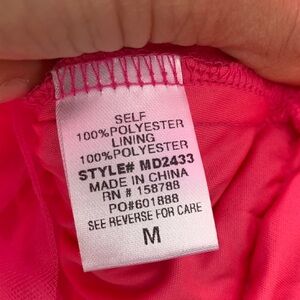 SELF
100%POLYESTER
LINING
100%POLYESTER
STYLE# MD2433
MADE IN CHINA
RN # 158788
PO#601888
SEE REVERSE FOR CARE
M